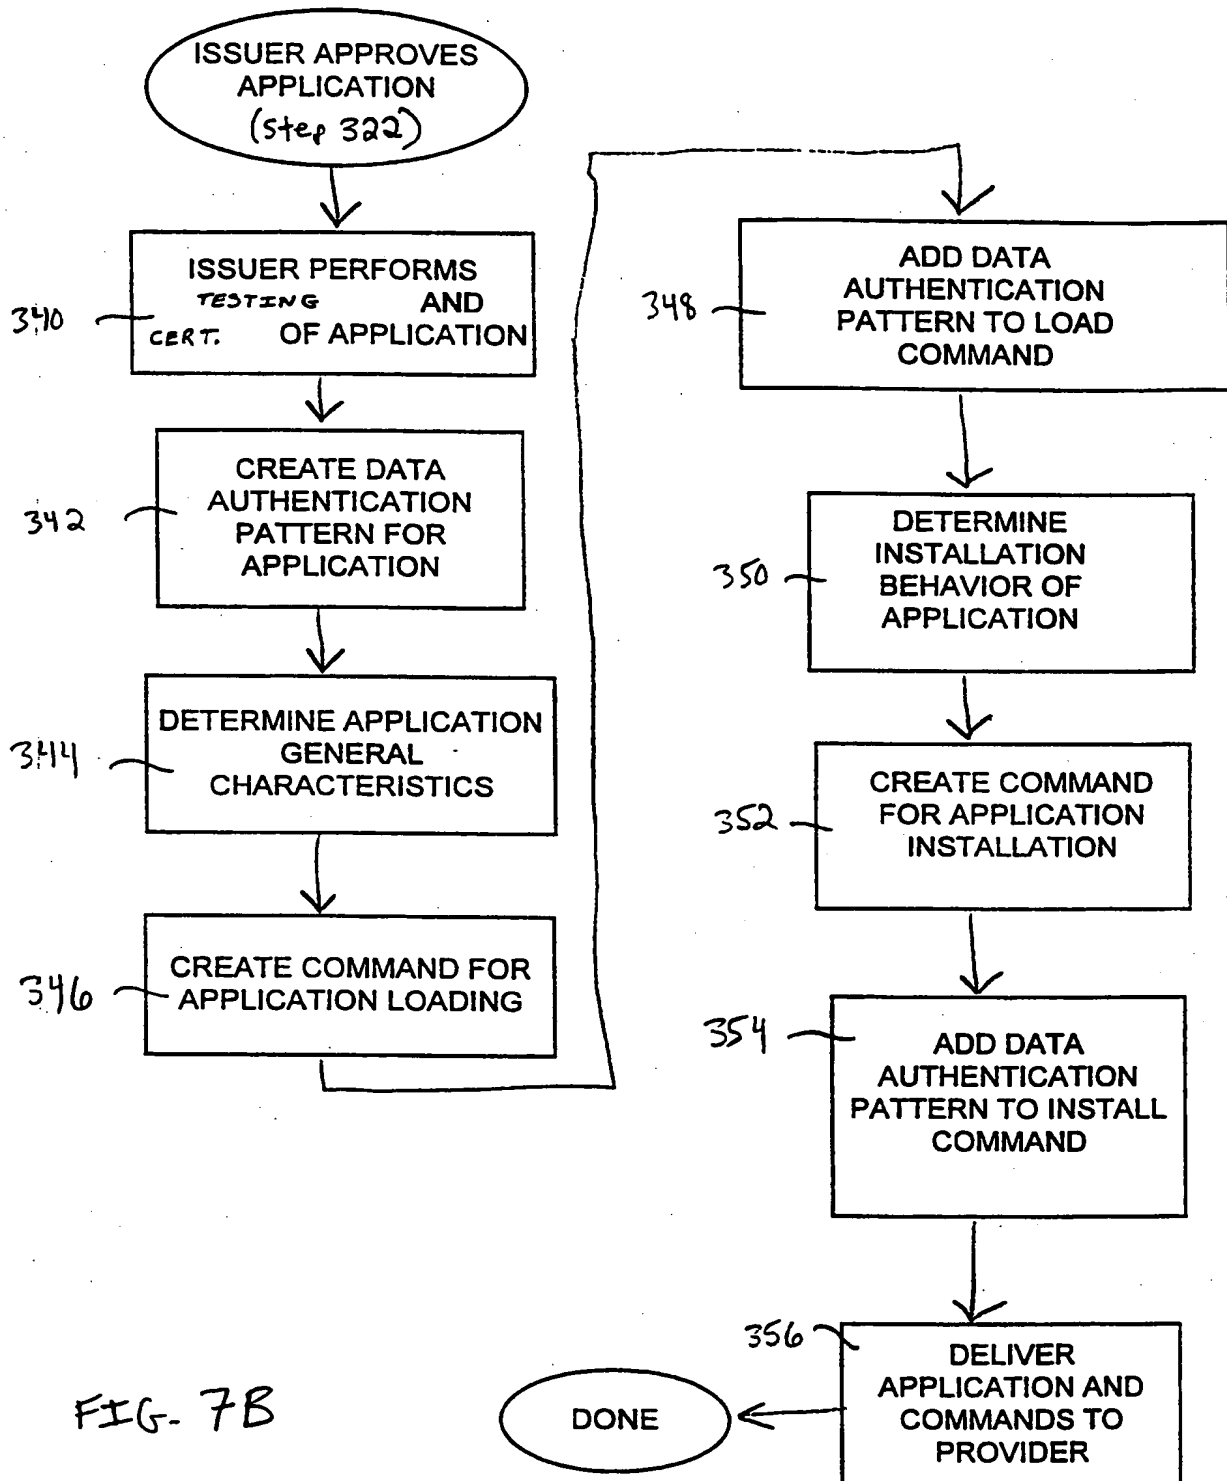 ISSUER APPROVES
APPLICATION
(step 322)
340
ISSUER PERFORMS
TESTING AND
CERT. OF APPLICATION
342
CREATE DATA
AUTHENTICATION
PATTERN FOR
APPLICATION
344
DETERMINE APPLICATION
GENERAL
CHARACTERISTICS
346
CREATE COMMAND FOR
APPLICATION LOADING
348
ADD DATA
AUTHENTICATION
PATTERN TO LOAD
COMMAND
350
DETERMINE
INSTALLATION
BEHAVIOR OF
APPLICATION
352
CREATE COMMAND
FOR APPLICATION
INSTALLATION
354
ADD DATA
AUTHENTICATION
PATTERN TO INSTALL
COMMAND
356
DELIVER
APPLICATION AND
COMMANDS TO
PROVIDER
DONE
FIG. 7B